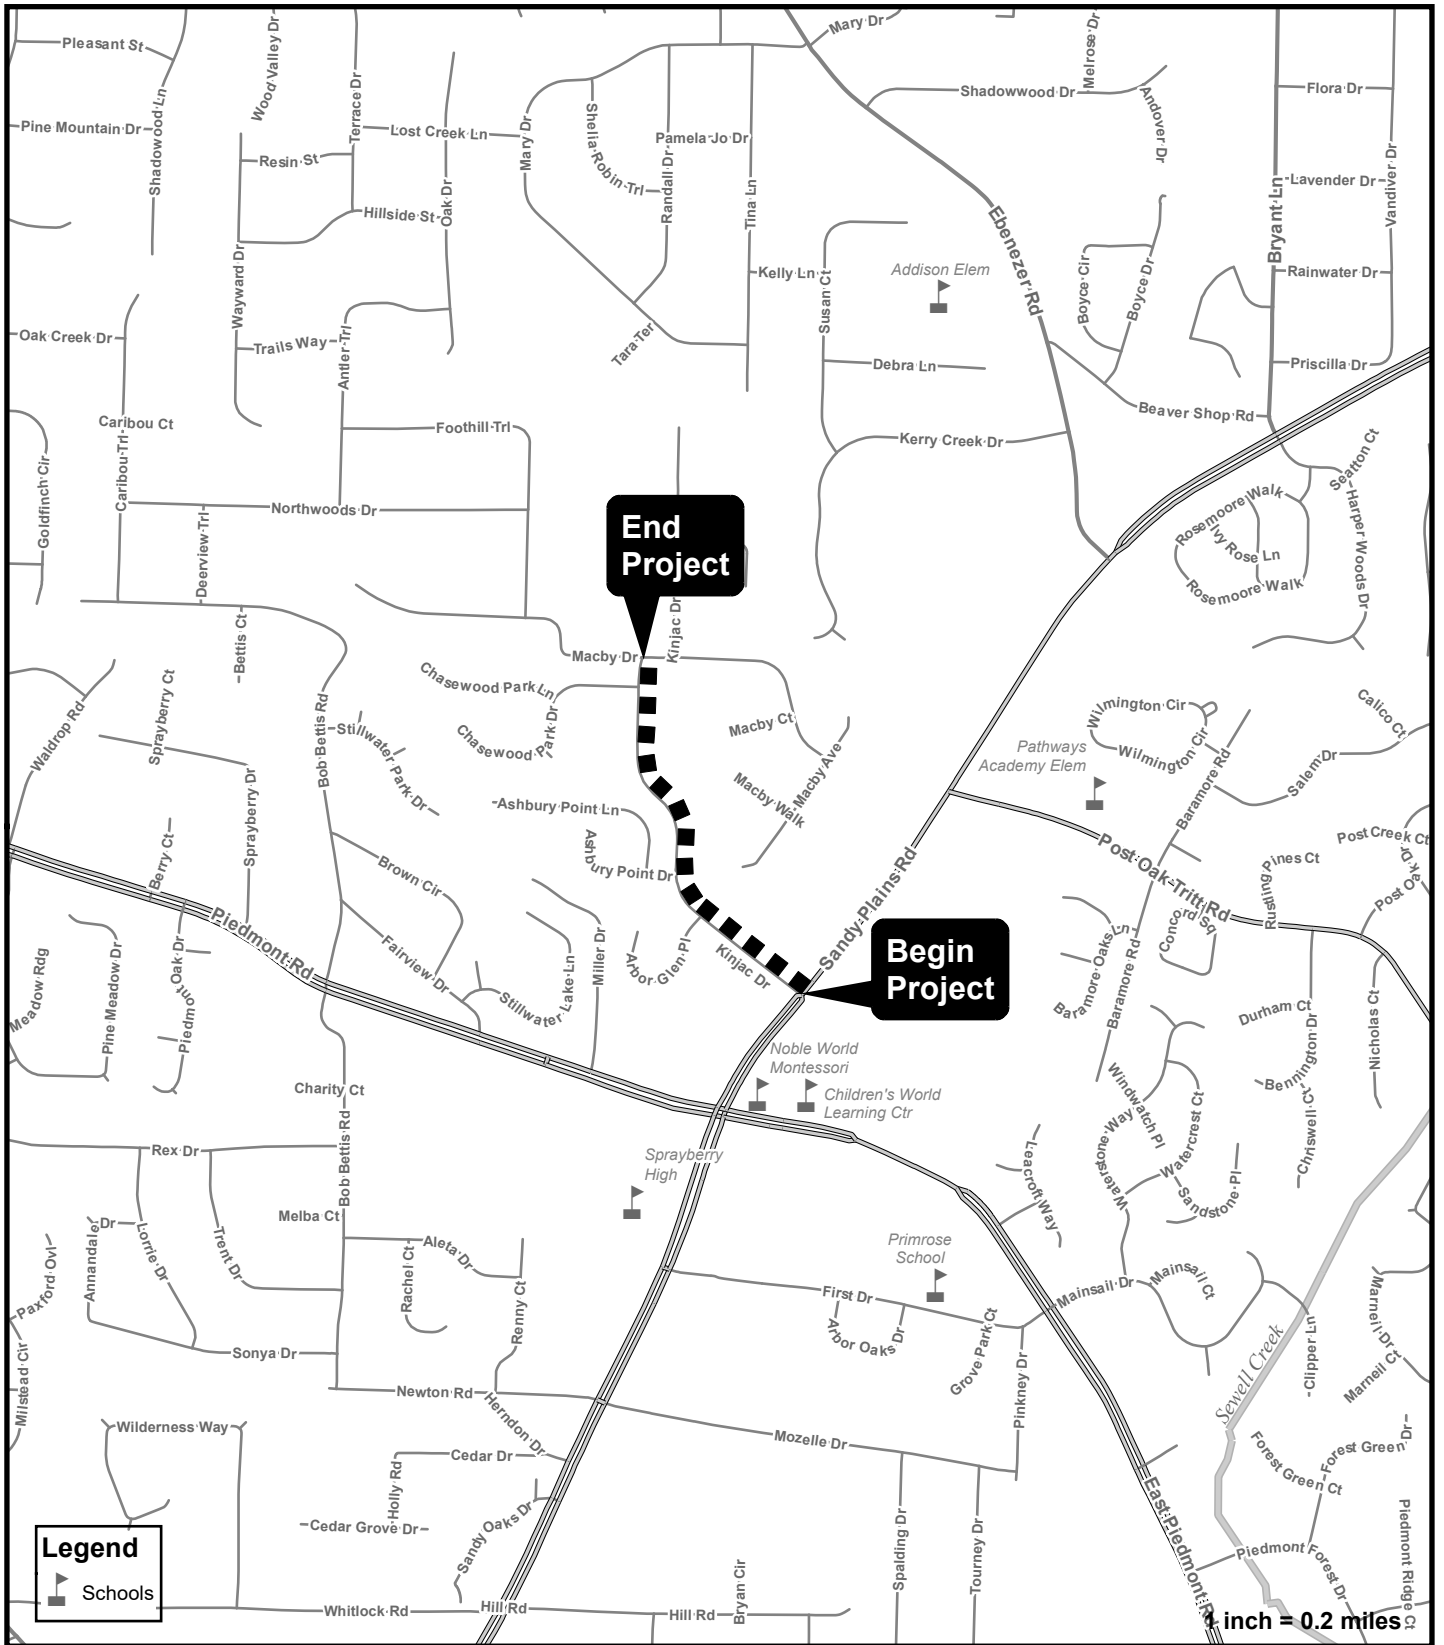 Mary Dr
Pleasant St
Wood Valley Dr
Terrace Dr
Melrose Dr
Shadowood Ln
Shadowwood Dr
Flora Dr
Andover Dr
Pine Mountain Dr
Lost Creek Ln
Mary Dr
Shelia Robin Trl
Pamela Jo Dr
Randall Dr
Resin St
Tina Ln
Lavender Dr
Vandiver Dr
Bryant Ln
Hillside St
Oak Dr
Ebenezer Rd
Wayward Dr
Kelly Ln
Susan Ct
Addison Elem
Boyce Cir
Boyce Dr
Rainwater Dr
Oak Creek Dr
Trails Way
Antler Trl
Tara Ter
Debra Ln
Priscilla Dr
Beaver Shop Rd
Caribou Ct
Caribou Trl
Foothill Trl
Kerry Creek Dr
Seatton Ct
Goldfinch Cir
Northwoods Dr
Deerview Trl
Rosemoore Walk
Ivy Rose Ln
Rosemoore Walk
Harper Woods Dr
End
Project
Bettis Ct
Kinjac Dr
Macby Dr
Chasewood Park Ln
Chasewood Park Dr
Waldrop Rd
Sprayberry Ct
Bob Bettis Rd
Stillwater Park Dr
Macby Ct
Macby Ave
Macby Walk
Wilmington Cir
Wilmington Cir
Calico Ct
Salem Dr
Pathways
Academy Elem
Baramore Rd
Sprayberry Dr
Ashbury Point Ln
Ashbury Point Dr
Berry Ct
Brown Cir
Sandy Plains Rd
Post Oak Tritt Rd
Post Creek Ct
Rustling Pines Ct
Post Oak Dr
Piedmont Rd
Fairview Dr
Miller Dr
Arbor Glen Pl
Kinjac Dr
Begin
Project
Baramore Oaks Ln
Baramore Rd
Concord Sq
Meadow Rdg
Pine Meadow Dr
Piedmont Oak Dr
Stillwater Lake Ln
Durham Ct
Bennington Dr
Nicholas Ct
Noble World
Montessori
Children's World
Learning Ctr
Charity Ct
Bob Bettis Rd
Windwatch Pl
Waterstone Way
Watercrest Ct
Chriswell Ct
Rex Dr
Sprayberry
High
Leacroft Way
Sandstone Pl
Melba Ct
Annandale Dr
Lorrie Dr
Trent Dr
Aleta Dr
Rachel Ct
Renny Ct
Paxford Ovl
Primrose
School
First Dr
Arbor Oaks Dr
Grove Park Ct
Mainsail Dr
Mainsail Ct
Marneil Dr
Marneil Ct
Clipper Ln
Sewell Creek
Milstead Cir
Sonya Dr
Newton Rd
Herndon Dr
Pinkney Dr
Wilderness Way
Mozelle Dr
Cedar Dr
Holly Rd
Cedar Grove Dr
Sandy Oaks Dr
Forest Green Dr
Forest Green Ct
East Piedmont Rd
Spalding Dr
Tourney Dr
Piedmont Forest Dr
Piedmont Ridge Ct
Legend
Schools
Whitlock Rd
Hill Rd
Hill Rd
Bryan Cir
1 inch = 0.2 miles